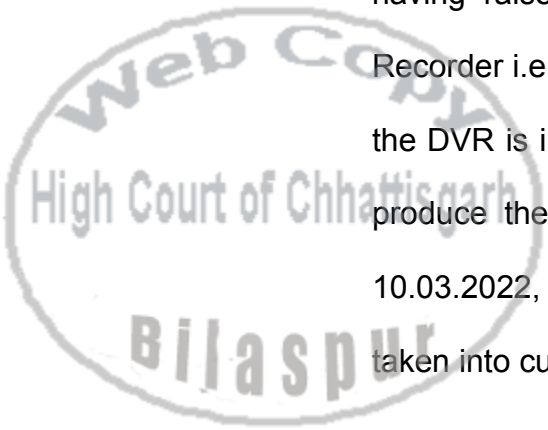 having raise
Recorder i.e
the DVR is i
produce the
10.03.2022,
taken into cu
Web Copy
High Court of Chhattisgarh
Bilaspur